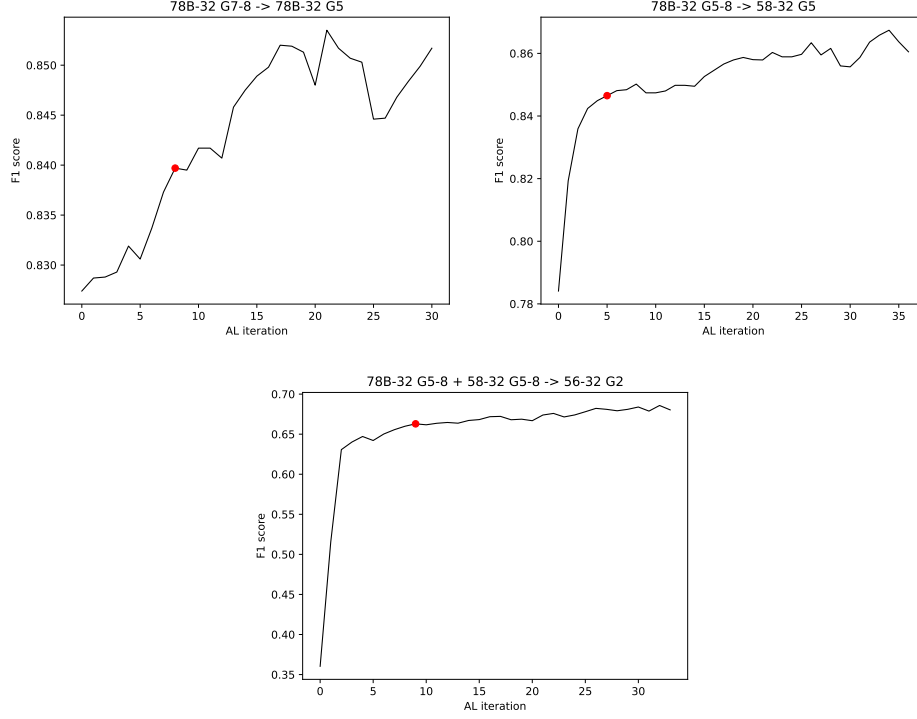 78B-32 G7-8 -> 78B-32 G5
0.850
0.845
0.840
0.835
0.830
F1 score
0 5 10 15 20 25 30
AL iteration
78B-32 G5-8 -> 58-32 G5
0.86
0.84
0.82
0.80
0.78
F1 score
0 5 10 15 20 25 30 35
AL iteration
78B-32 G5-8 + 58-32 G5-8 -> 56-32 G2
0.70
0.65
0.60
0.55
0.50
0.45
0.40
0.35
F1 score
0 5 10 15 20 25 30
AL iteration